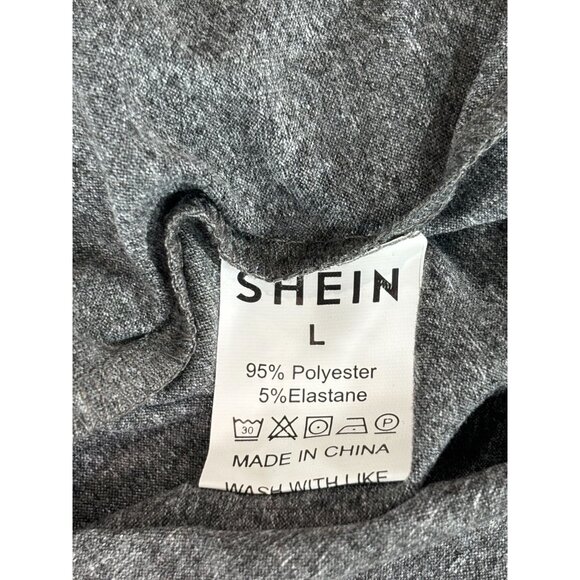 SHEIN
L
95% Polyester
5%Elastane
30 P
MADE IN CHINA
WASH WITH LIKE